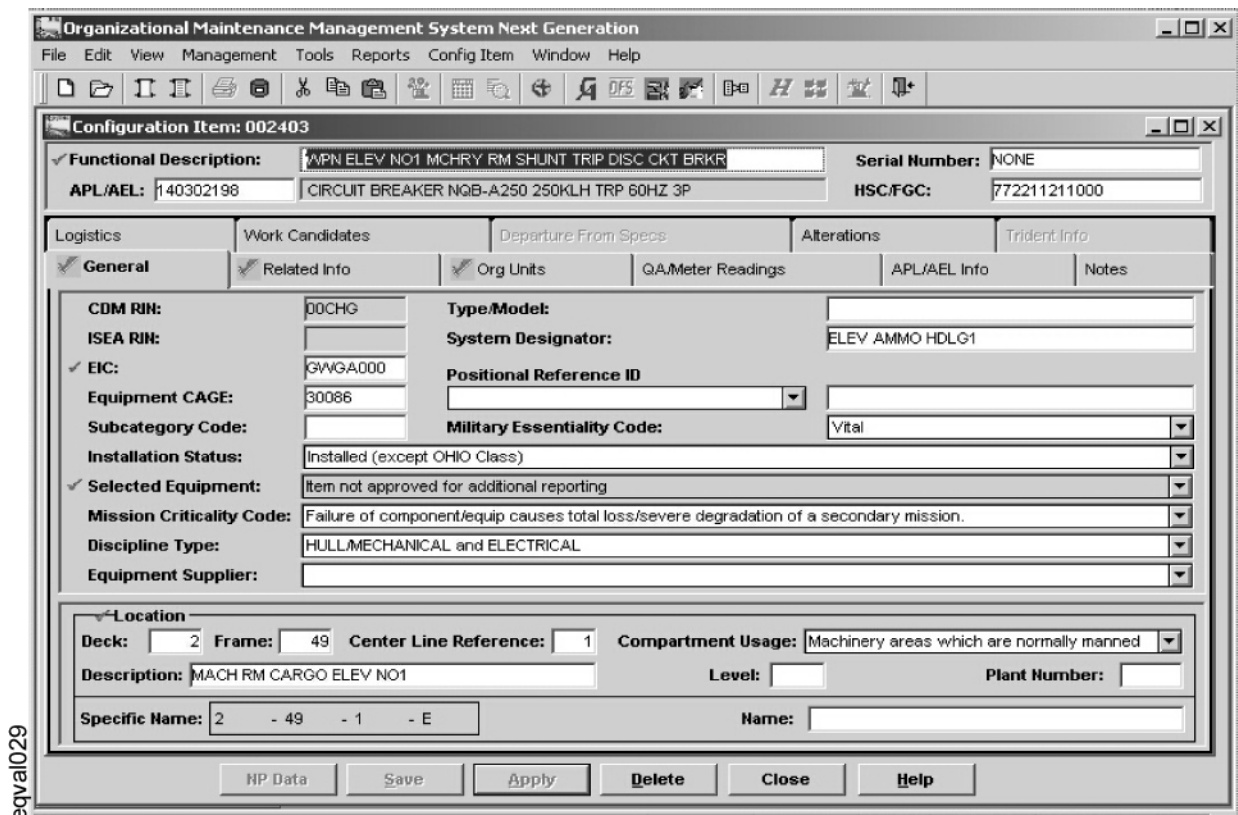 Organizational Maintenance Management System Next Generation
File Edit View Management Tools Reports Config Item Window Help
DFS H
Configuration Item: 002403
Functional Description: WPN ELEV NO1 MCHRY RM SHUNT TRIP DISC CKT BRKR Serial Number: NONE
APL/AEL: 140302198 CIRCUIT BREAKER NQB-A250 250KLH TRP 60HZ 3P HSC/FGC: 772211211000
Logistics Work Candidates Departure From Specs Alterations Trident Info
General Related Info Org Units QA/Meter Readings APL/AEL Info Notes
CDM RIN: 00CHG Type/Model:
ISEA RIN: System Designator: ELEV AMMO HDLG1
EIC: GWGA000 Positional Reference ID
Equipment CAGE: 30086
Subcategory Code: Military Essentiality Code: Vital
Installation Status: Installed (except OHIO Class)
Selected Equipment: Item not approved for additional reporting
Mission Criticality Code: Failure of component/equip causes total loss/severe degradation of a secondary mission.
Discipline Type: HULL/MECHANICAL and ELECTRICAL
Equipment Supplier:
Location
Deck: 2 Frame: 49 Center Line Reference: 1 Compartment Usage: Machinery areas which are normally manned
Description: MACH RM CARGO ELEV NO1 Level: Plant Number:
Specific Name: 2 - 49 - 1 - E Name:
NP Data Save Apply Delete Close Help
eqval029